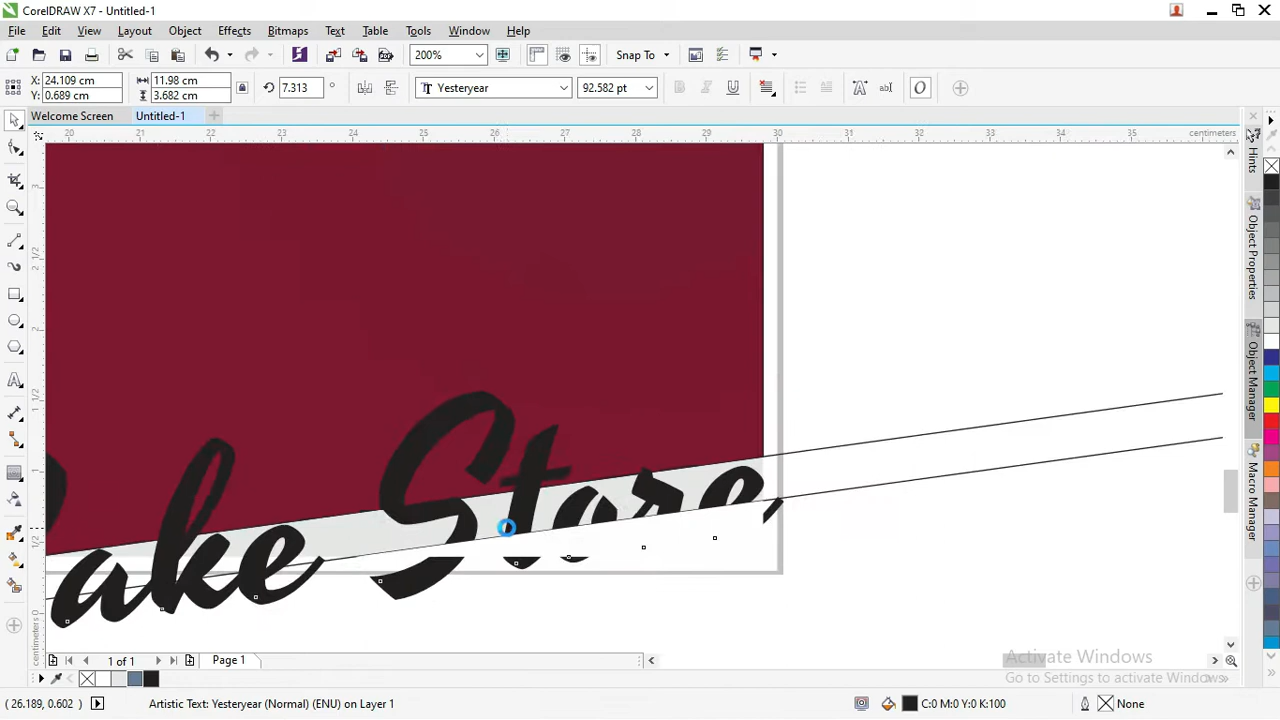 CorelDRAW X7 - Untitled-1
File Edit View Layout Object Effects Bitmaps Text Table Tools Window Help
200% Snap To
X: 24.109 cm 11.98 cm 7.313 ° Yesteryear 92.582 pt
Y: 0.689 cm 3.682 cm
Welcome Screen Untitled-1
20 21 22 23 24 25 26 27 28 29 30 31 32 33 34 35 centimeters
Hints
Object Properties
Object Manager
Macro Manager
ake Store
centimeters
1 of 1 Page 1
Activate Windows
Go to Settings to activate Windows.
( 26.189, 0.602 ) Artistic Text: Yesteryear (Normal) (ENU) on Layer 1 C:0 M:0 Y:0 K:100 None